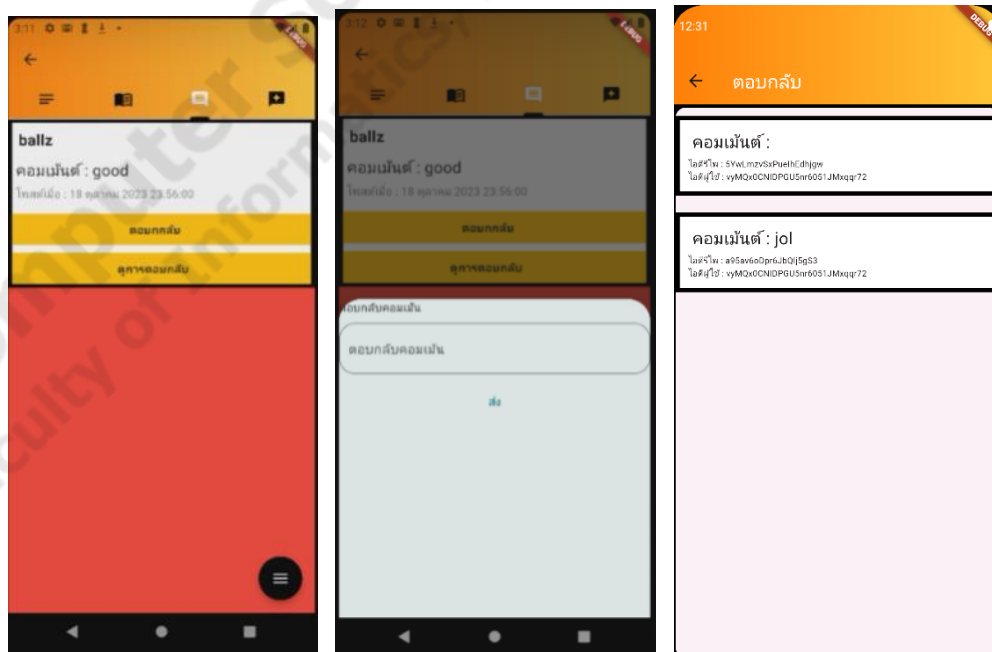 3:11
DEBUG
ballz
คอมเม้นต์ : good
โพสต์เมื่อ : 18 ตุลาคม 2023 23:56:00
ตอบกลับ
ดูการตอบกลับ
3:12
DEBUG
ballz
คอมเม้นต์ : good
โพสต์เมื่อ : 18 ตุลาคม 2023 23:56:00
ตอบกลับ
ดูการตอบกลับ
ตอบกลับคอมเม้น
ตอบกลับคอมเม้น
ส่ง
12:31
DEBUG
ตอบกลับ
คอมเม้นต์ :
ไอดีรีไพ :
ไอดีผู้ใช้ : vyMQx0CNIDPGU5nr6051JMxqqr72
คอมเม้นต์ : jol
ไอดีรีไพ : a95av6oDpr6JbQIj5gS3
ไอดีผู้ใช้ : vyMQx0CNIDPGU5nr6051JMxqqr72